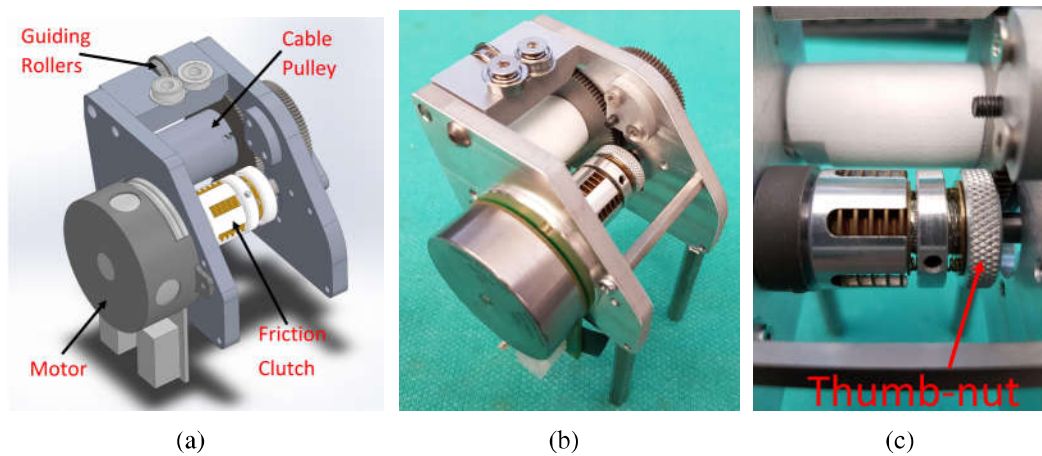 Guiding
Rollers
Cable
Pulley
Motor
Friction
Clutch
Thumb-nut
(a)
(b)
(c)